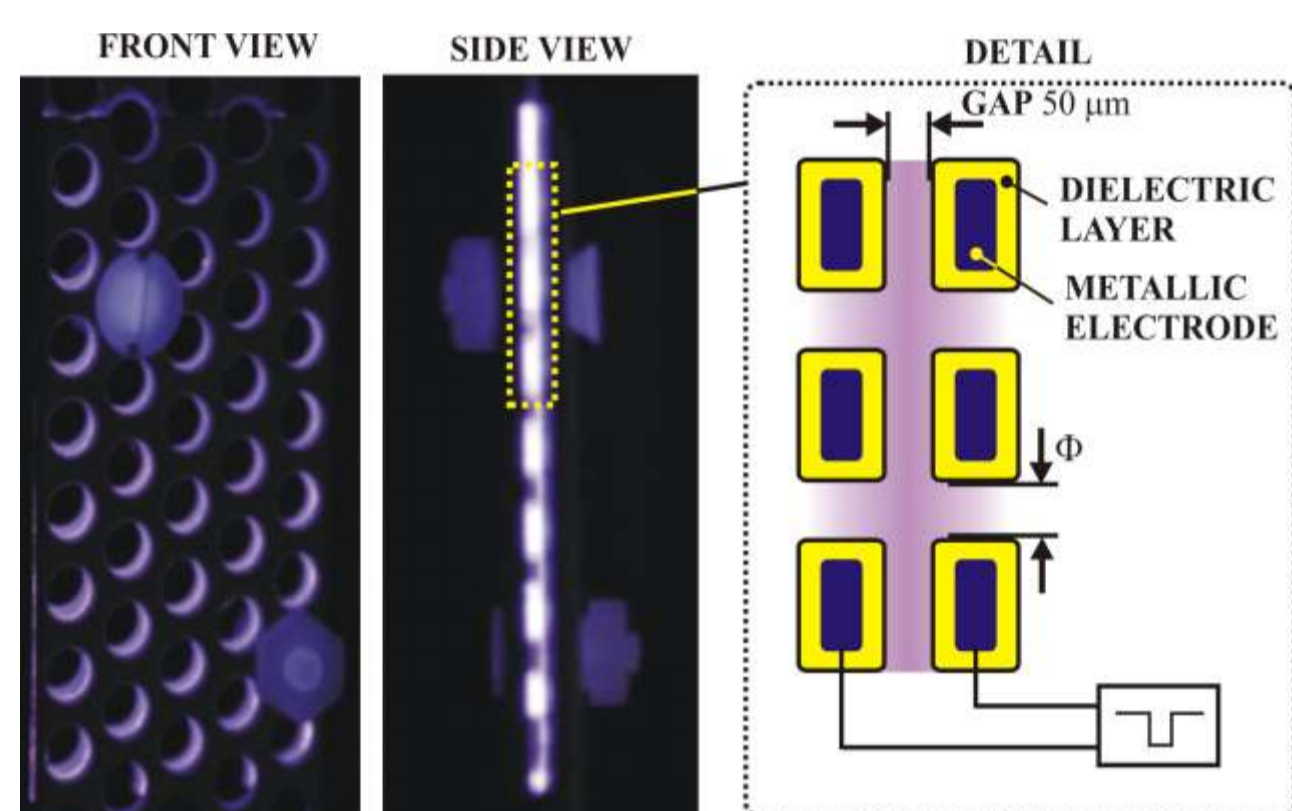 FRONT VIEW
SIDE VIEW
DETAIL
GAP 50 μm
DIELECTRIC
LAYER
METALLIC
ELECTRODE
Φ